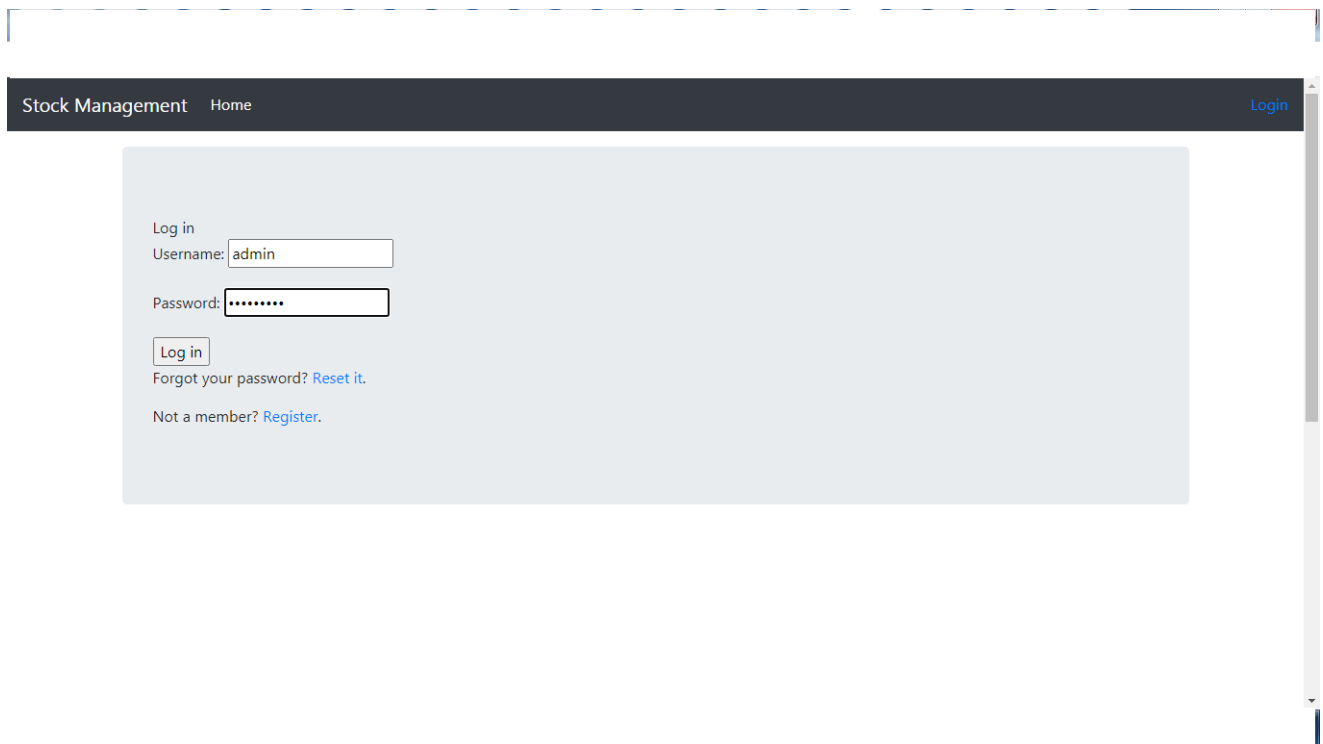 Stock Management Home Login
Log in
Username: admin
Password: •••••••••
Log in
Forgot your password? Reset it.
Not a member? Register.